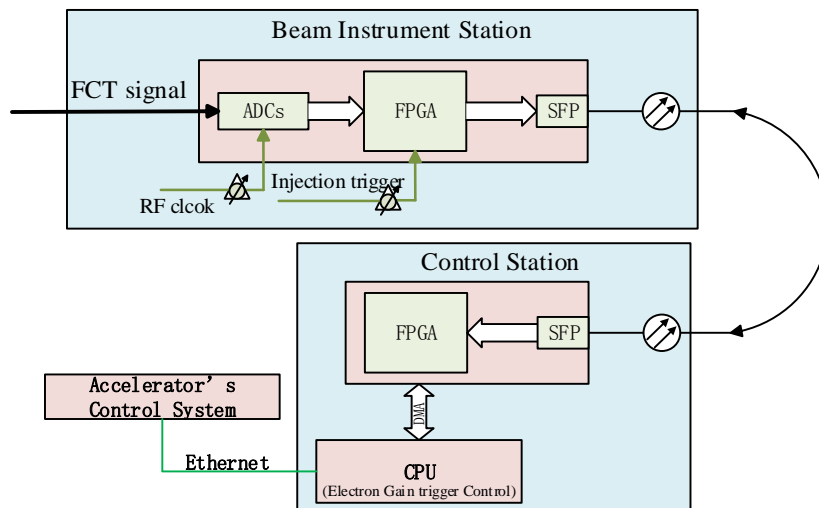 Beam Instrument Station
FCT signal
ADCs
FPGA
SFP
Injection trigger
RF clcok
Control Station
FPGA
SFP
Accelerator’s
Control System
DMA
Ethernet
CPU
(Electron Gain trigger Control)